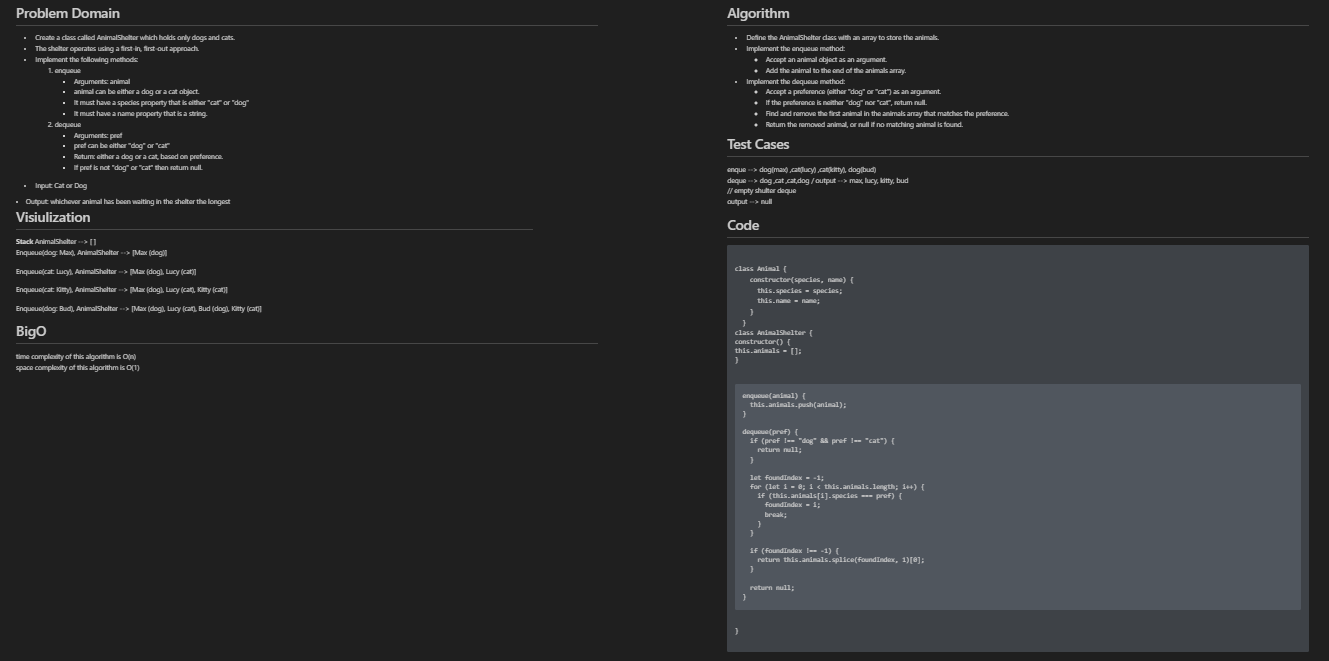 Problem Domain
Create a class called AnimalShelter which holds only dogs and cats.
The shelter operates using a first-in, first-out approach.
Implement the following methods:
1. enqueue
Arguments: animal
animal can be either a dog or a cat object.
It must have a species property that is either "cat" or "dog"
It must have a name property that is a string.
2. dequeue
Arguments: pref
pref can be either "dog" or "cat"
Return: either a dog or a cat, based on preference.
If pref is not "dog" or "cat" then return null.
Input: Cat or Dog
Output: whichever animal has been waiting in the shelter the longest
Visiulization
Stack AnimalShelter --> [ ]
Enqueue(dog: Max), AnimalShelter --> [Max (dog)]
Enqueue(cat: Lucy), AnimalShelter --> [Max (dog), Lucy (cat)]
Enqueue(cat: Kitty), AnimalShelter --> [Max (dog), Lucy (cat), Kitty (cat)]
Enqueue(dog: Bud), AnimalShelter --> [Max (dog), Lucy (cat), Bud (dog), Kitty (cat)]
BigO
time complexity of this algorithm is O(n)
space complexity of this algorithm is O(1)
Algorithm
Define the AnimalShelter class with an array to store the animals.
Implement the enqueue method:
Accept an animal object as an argument.
Add the animal to the end of the animals array.
Implement the dequeue method:
Accept a preference (either "dog" or "cat") as an argument.
If the preference is neither "dog" nor "cat", return null.
Find and remove the first animal in the animals array that matches the preference.
Return the removed animal, or null if no matching animal is found.
Test Cases
enque --> dog(max) ,cat(lucy) ,cat(kitty), dog(bud)
deque --> dog ,cat ,cat,dog / output --> max, lucy, kitty, bud
// empty shulter deque
output --> null
Code
class Animal {
constructor(species, name) {
this.species = species;
this.name = name;
}
}
class AnimalShelter {
constructor() {
this.animals = [];
}
enqueue(animal) {
this.animals.push(animal);
}
dequeue(pref) {
if (pref !== "dog" && pref !== "cat") {
return null;
}
let foundIndex = -1;
for (let i = 0; i < this.animals.length; i++) {
if (this.animals[i].species === pref) {
foundIndex = i;
break;
}
}
if (foundIndex !== -1) {
return this.animals.splice(foundIndex, 1)[0];
}
return null;
}
}